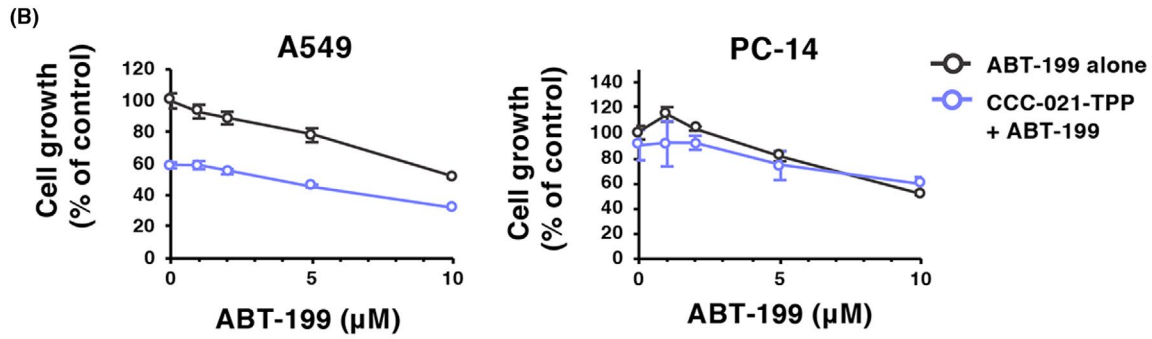 (B)
A549
Cell growth
(% of control)
120
100
80
60
40
20
0
0 5 10
ABT-199 (µM)
PC-14
Cell growth
(% of control)
140
120
100
80
60
40
20
0
0 5 10
ABT-199 (µM)
ABT-199 alone
CCC-021-TPP
+ ABT-199